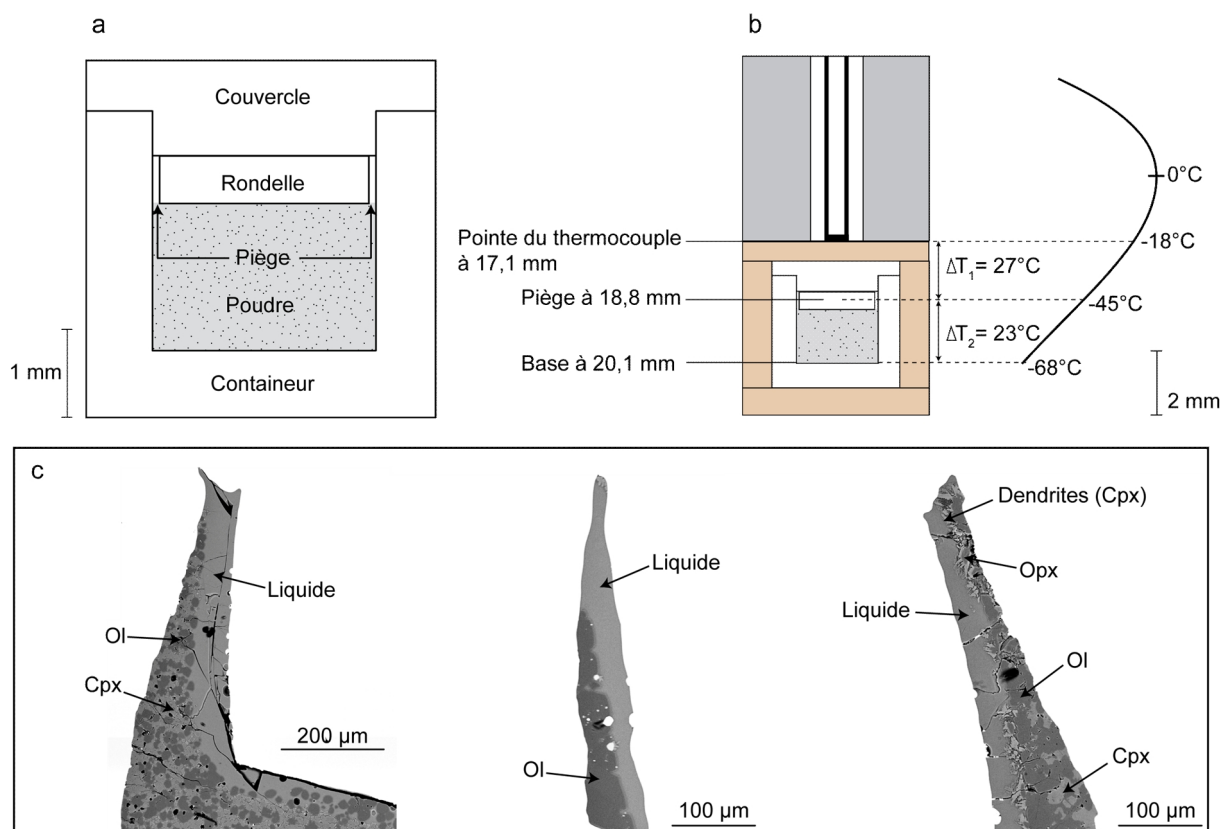 a
Couvercle
Rondelle
Piège
Poudre
1 mm
Containeur
b
0°C
Pointe du thermocouple
à 17,1 mm
-18°C
ΔT1= 27°C
Piège à 18,8 mm
-45°C
ΔT2= 23°C
Base à 20,1 mm
-68°C
2 mm
c
Liquide
Ol
Cpx
200 µm
Liquide
Ol
100 µm
Dendrites (Cpx)
Opx
Liquide
Ol
Cpx
100 µm